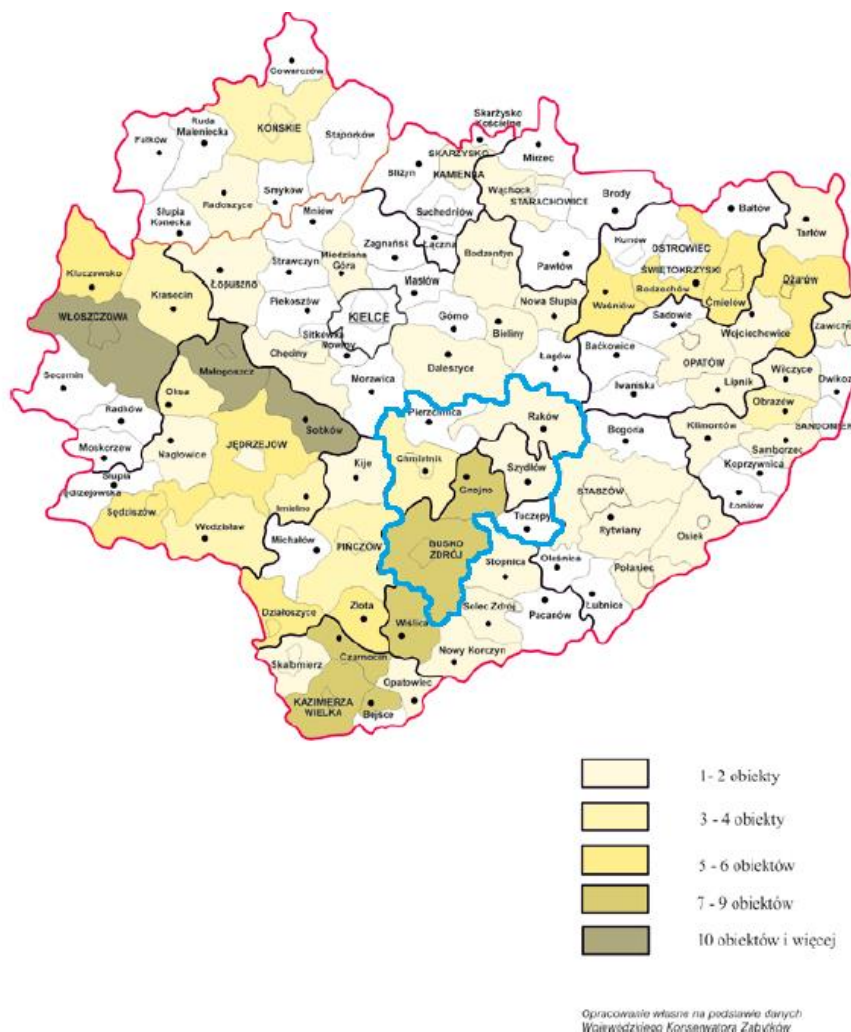 Gowarczów
Ruda
Maleniecka
KOŃSKIE
Stąporków
Fałków
Skarżysko
Kościelne
SKARŻYSKO
KAMIENNA
Mirzec
Bliżyn
Wąchock
STARACHOWICE
Brody
Bałtów
Tarłów
Radoszyce
Smyków
Słupia
Konecka
Mniów
Suchedniów
Łączna
Zagnańsk
Miedziana
Góra
Bodzentyn
Pawłów
Kunów
OSTROWIEC
ŚWIĘTOKRZYSKI
Bodzechów
Ćmielów
Ożarów
Waśniów
Kluczewsko
Krasocin
Łopuszno
Strawczyn
Piekoszów
Masłów
KIELCE
Górno
Nowa Słupia
Bieliny
Sadowie
Wojciechowice
Zawichost
WŁOSZCZOWA
Małogoszcz
Sitkówka
Nowiny
Chęciny
Daleszyce
Łagów
Baćkowice
OPATÓW
Iwaniska
Lipnik
Wilczyce
Dwikozy
Obrazów
SANDOMIERZ
Secemin
Oksa
Radków
Moskorzew
Sobków
Morawica
Pierzchnica
Raków
Bogoria
Klimontów
Samborzec
Koprzywnica
Łoniów
Nagłowice
JĘDRZEJÓW
Kije
Chmielnik
Szydłów
Gnojno
STASZÓW
Słupia
Jędrzejowska
Sędziszów
Wodzisław
Imielno
Tuczępy
Rytwiany
Osiek
Michałów
PIŃCZÓW
BUSKO
ZDRÓJ
Stopnica
Oleśnica
Połaniec
Działoszyce
Złota
Solec Zdrój
Pacanów
Łubnice
Wiślica
Nowy Korczyn
Skalbmierz
Czarnocin
Opatowiec
KAZIMIERZA
WIELKA
Bejsce
1- 2 obiekty
3 - 4 obiekty
5 - 6 obiektów
7 - 9 obiektów
10 obiektów i więcej
Opracowanie własne na podstawie danych
Wojewódzkiego Konserwatora Zabytków